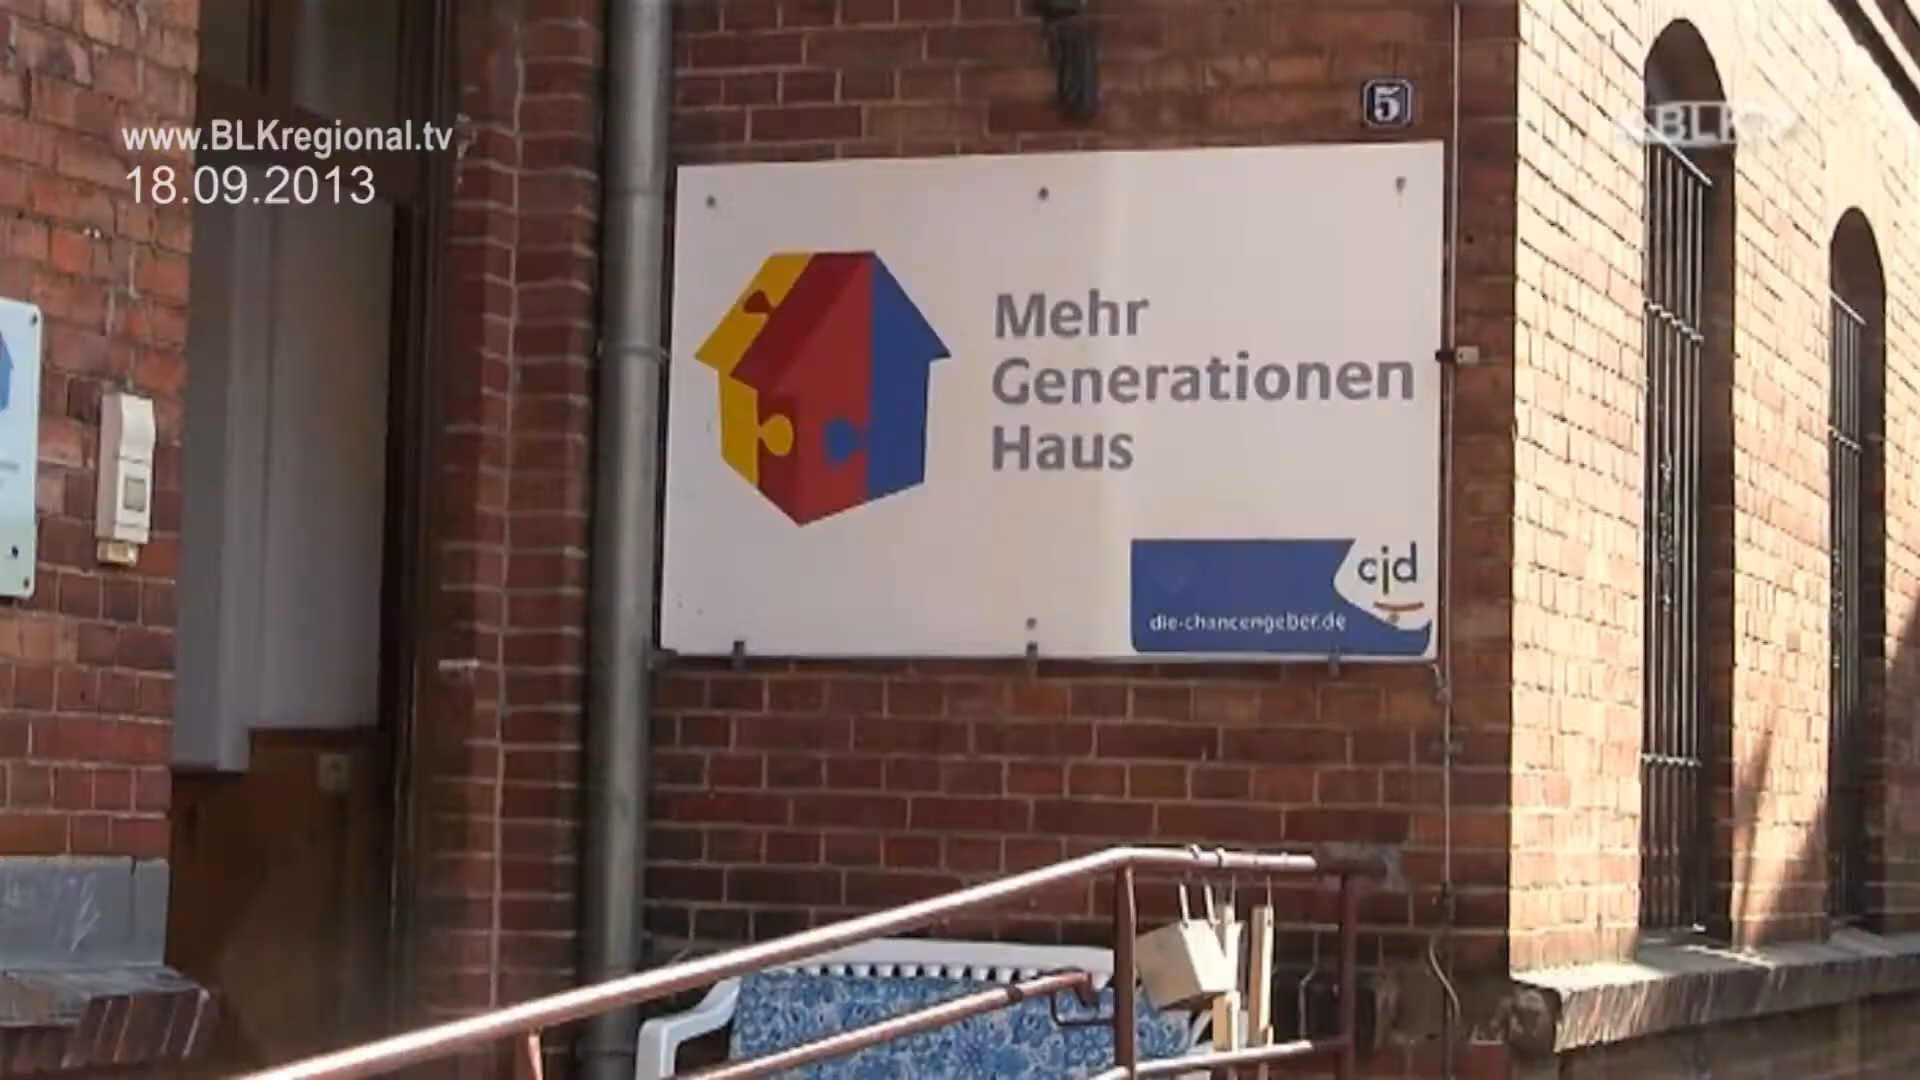 www.BLKregional.tv
18.09.2013
5
BLK
Mehr
Generationen
Haus
cjd
die-chancengeber.de